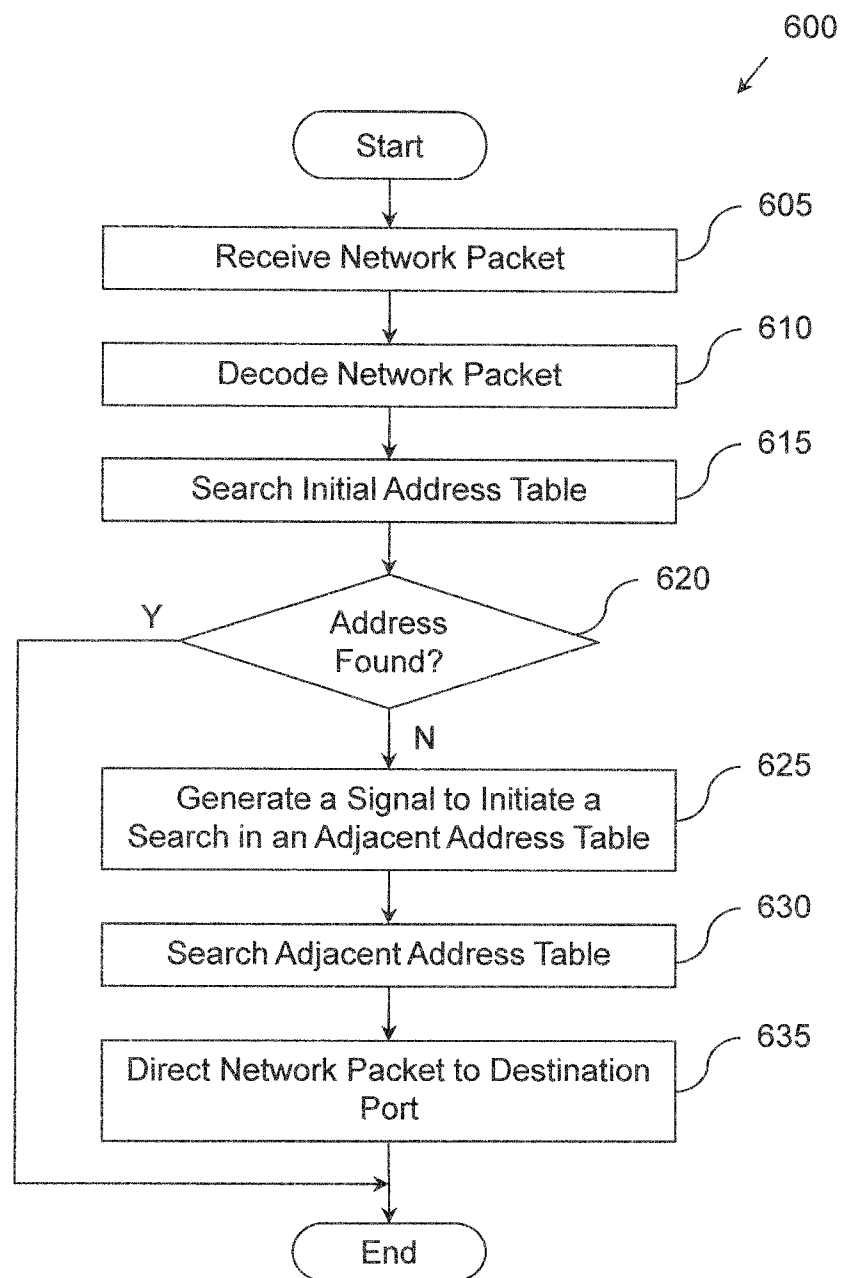 600
Start
605
Receive Network Packet
610
Decode Network Packet
615
Search Initial Address Table
620
Y
Address
Found?
N
625
Generate a Signal to Initiate a
Search in an Adjacent Address Table
630
Search Adjacent Address Table
635
Direct Network Packet to Destination
Port
End